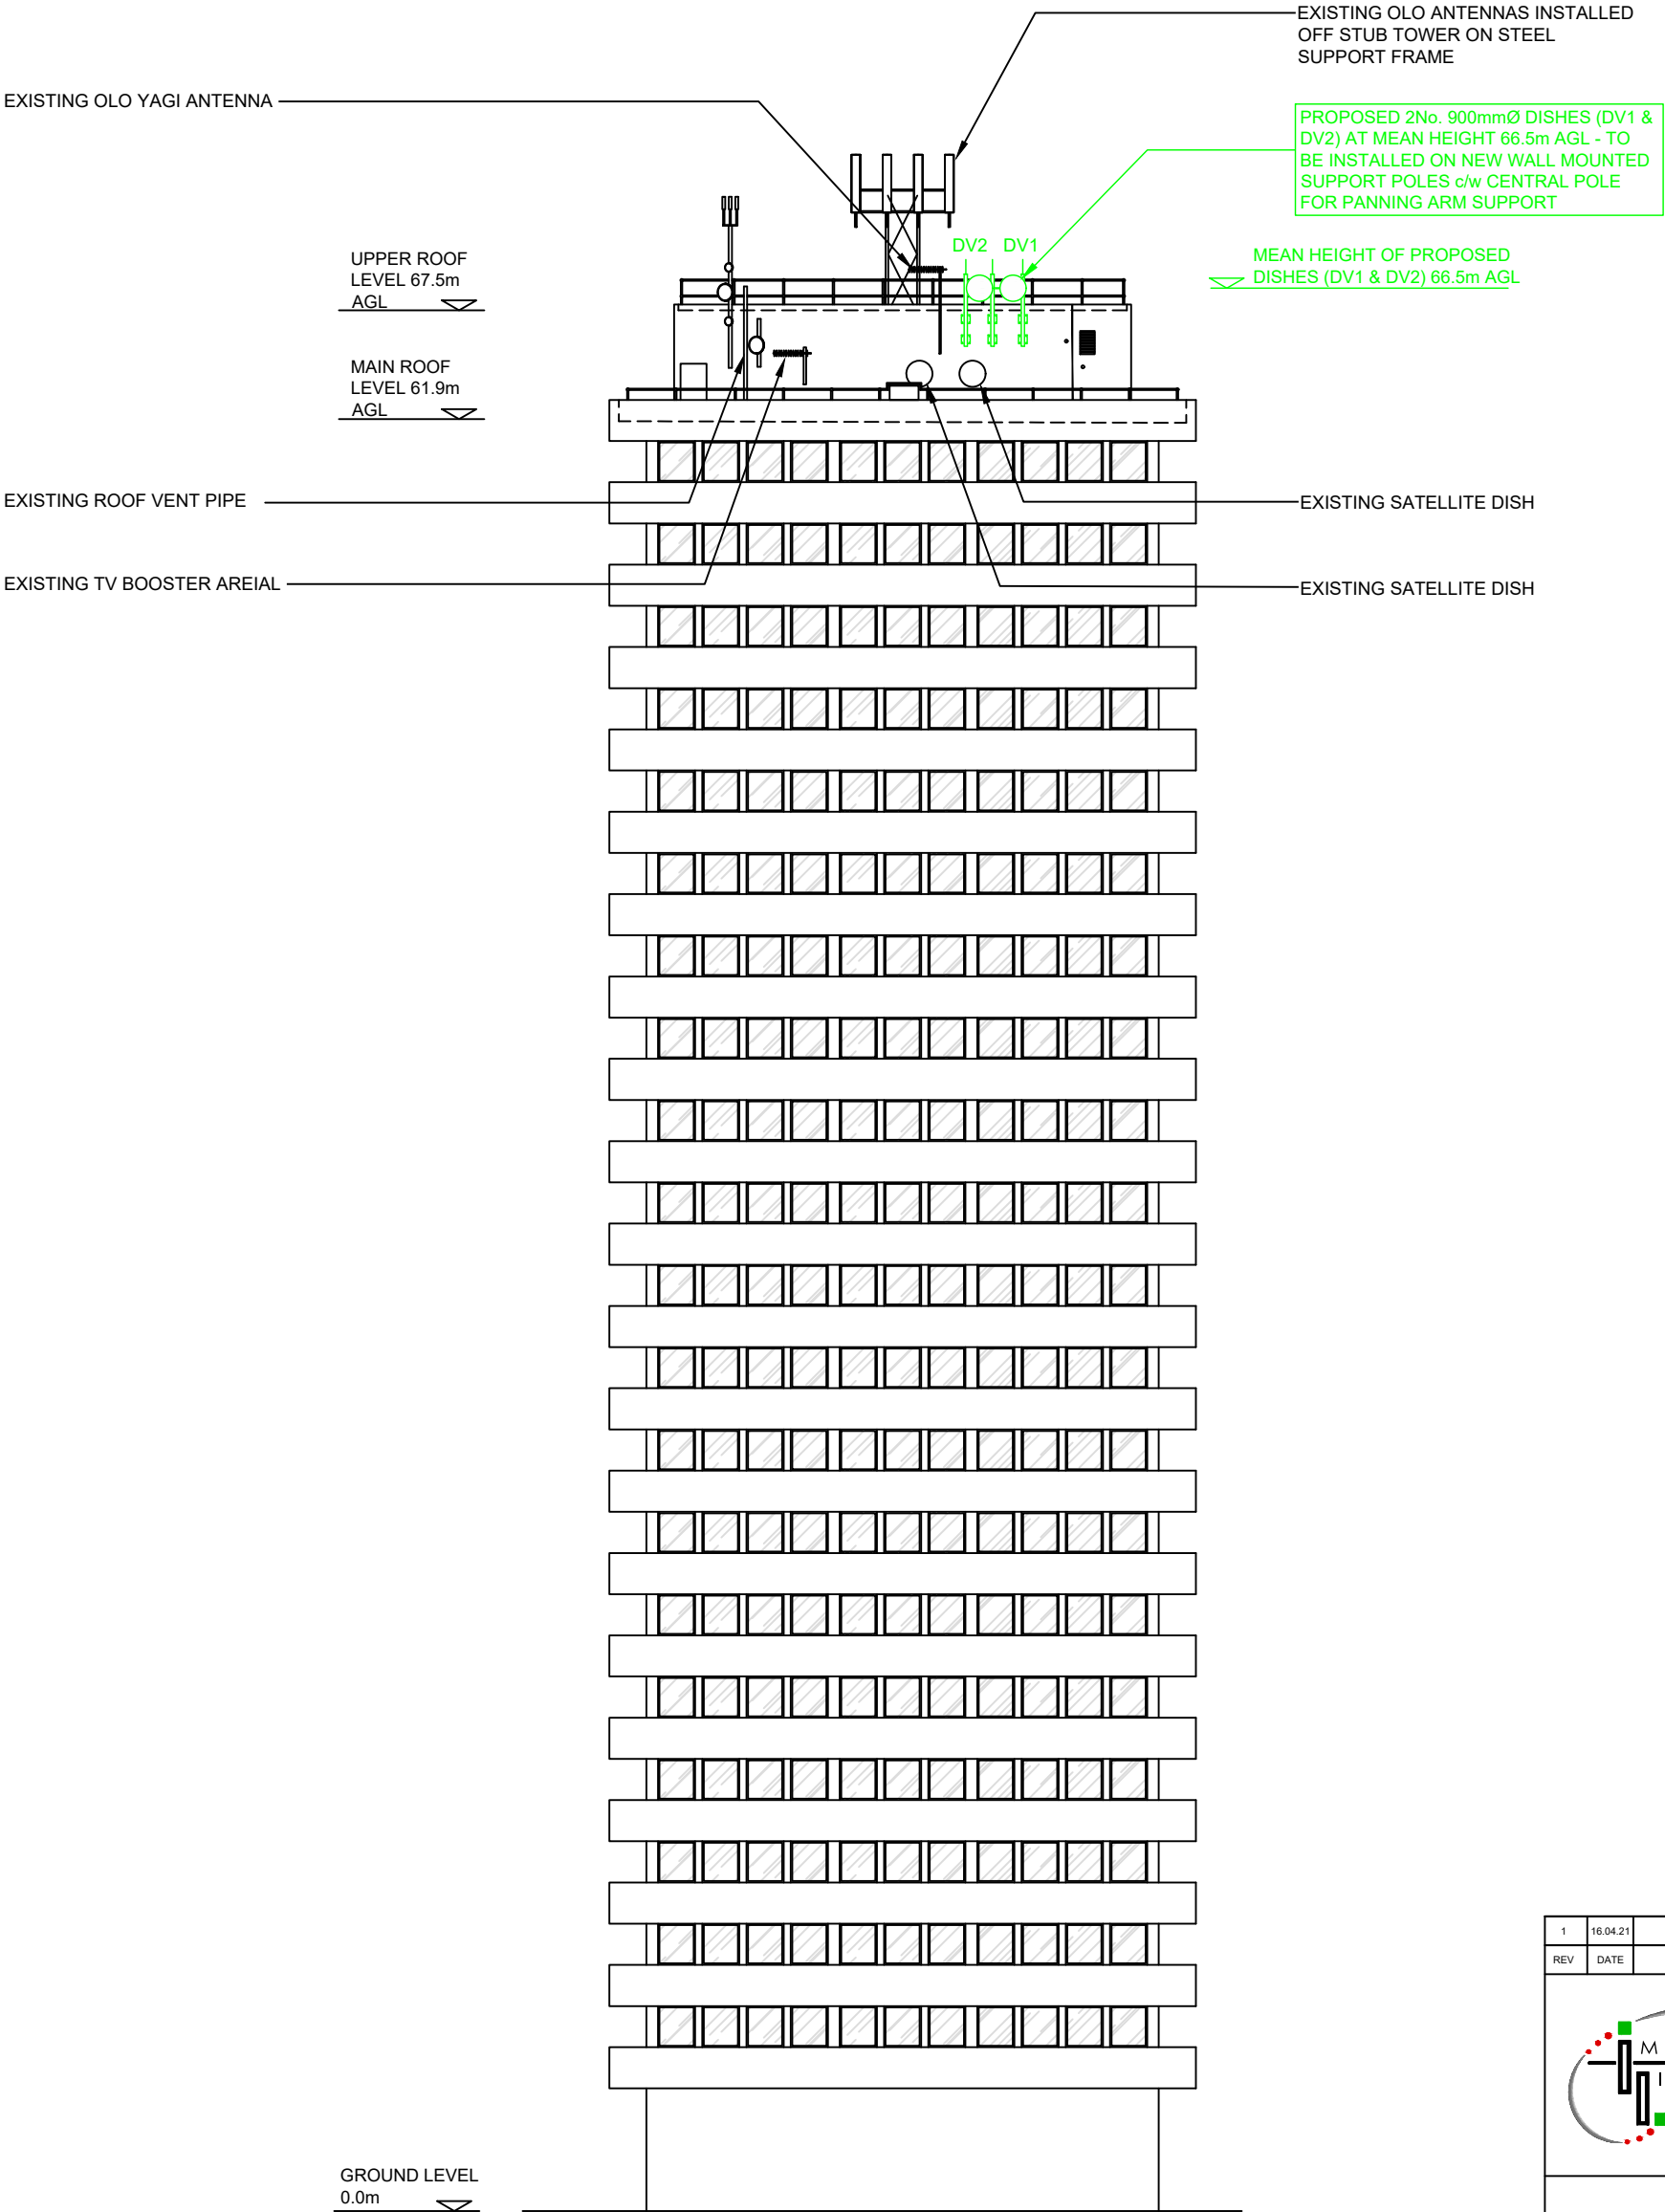 EXISTING OLO ANTENNAS INSTALLED
OFF STUB TOWER ON STEEL
SUPPORT FRAME
EXISTING OLO YAGI ANTENNA
PROPOSED 2No. 900mmØ DISHES (DV1 &
DV2) AT MEAN HEIGHT 66.5m AGL - TO
BE INSTALLED ON NEW WALL MOUNTED
SUPPORT POLES c/w CENTRAL POLE
FOR PANNING ARM SUPPORT
DV2 DV1
MEAN HEIGHT OF PROPOSED
DISHES (DV1 & DV2) 66.5m AGL
UPPER ROOF
LEVEL 67.5m
AGL
MAIN ROOF
LEVEL 61.9m
AGL
EXISTING ROOF VENT PIPE
EXISTING SATELLITE DISH
EXISTING TV BOOSTER AREIAL
EXISTING SATELLITE DISH
1 16.04.21
REV DATE
M
I
GROUND LEVEL
0.0m